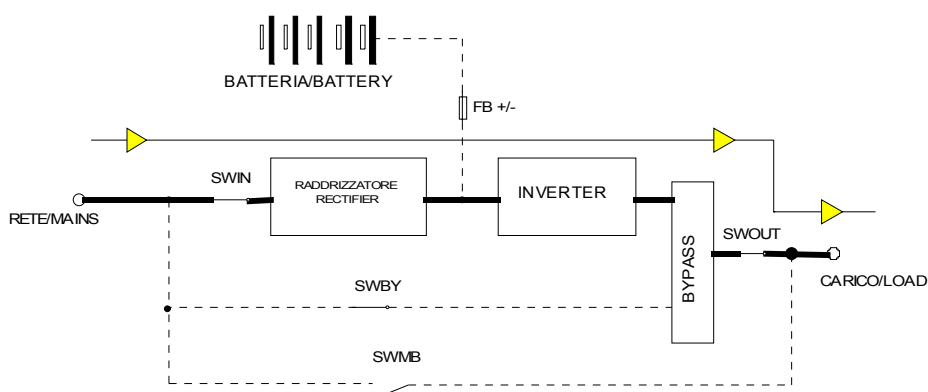 BATTERIA/BATTERY
FB +/-
SWIN
RADDRIZZATORE
RECTIFIER
INVERTER
RETE/MAINS
BYPASS
SWOUT
CARICO/LOAD
SWBY
SWMB